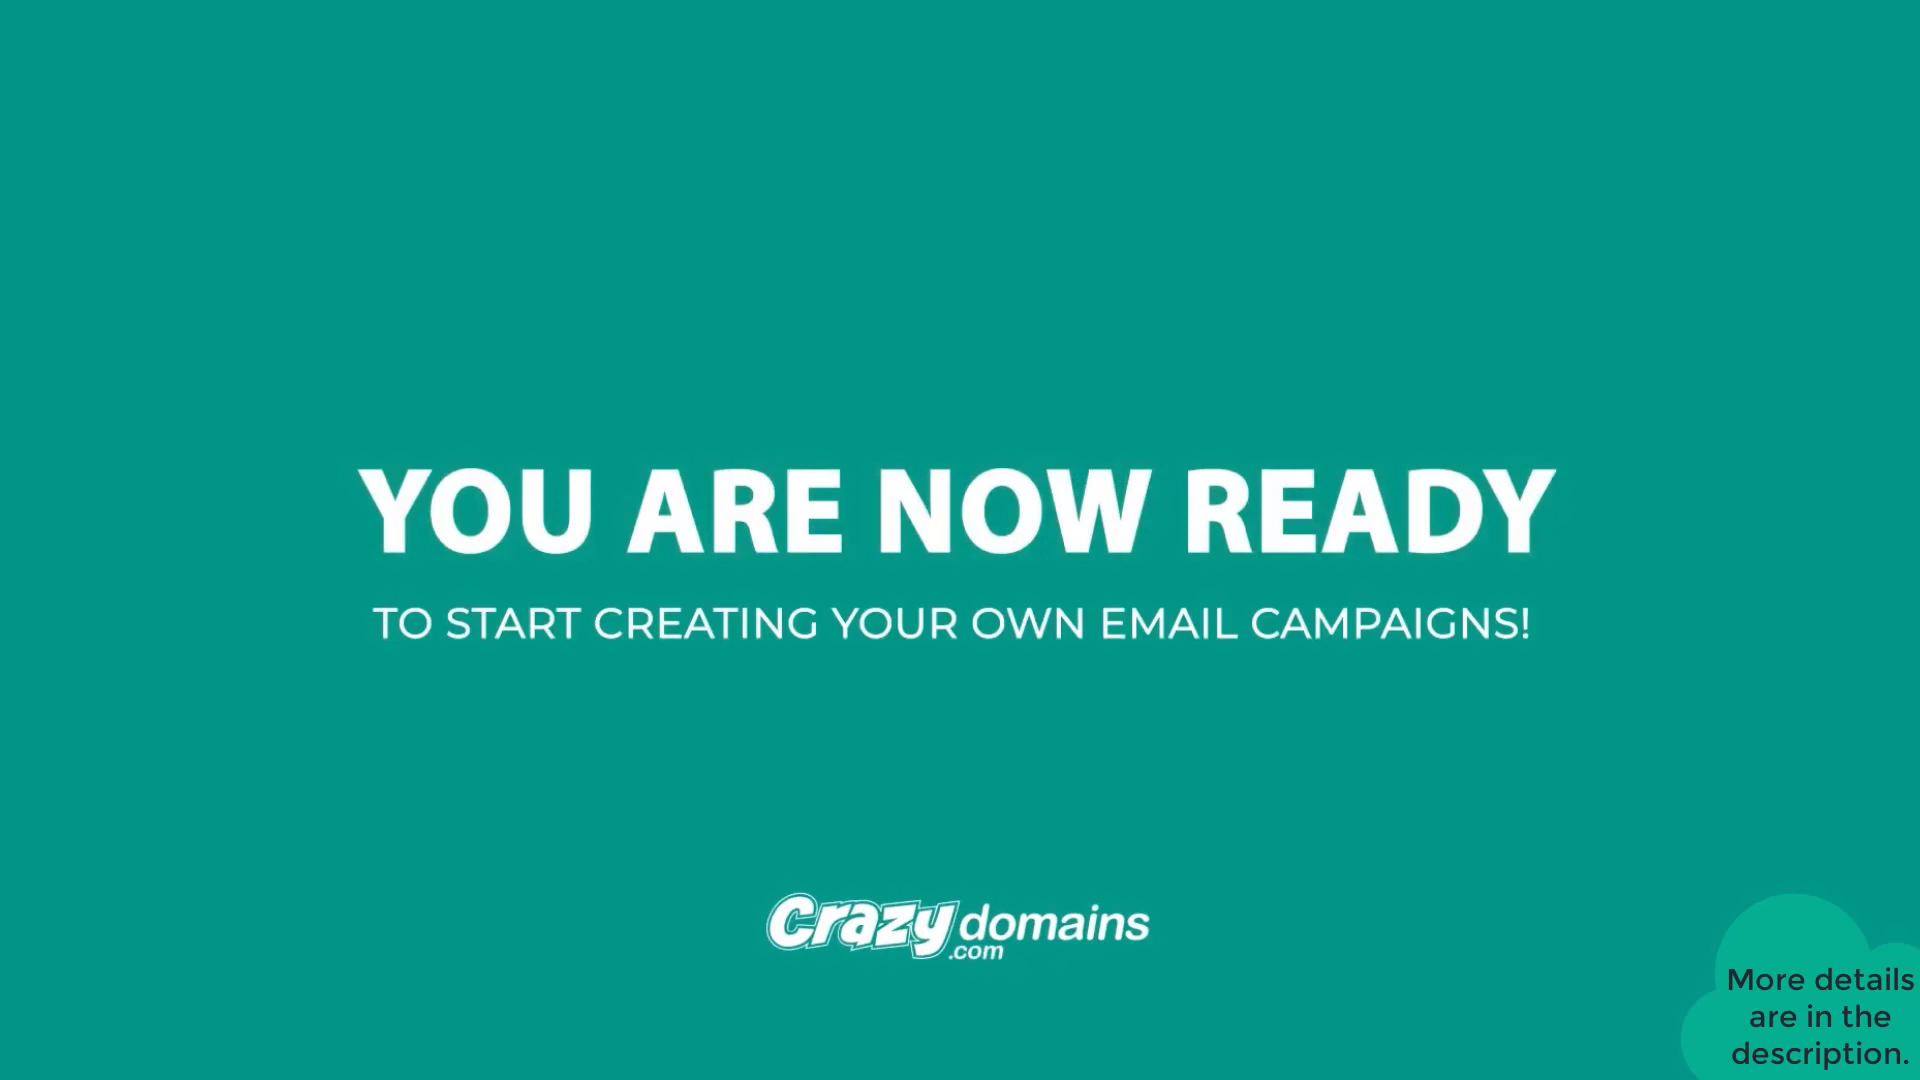 YOU ARE NOW READY
TO START CREATING YOUR OWN EMAIL CAMPAIGNS!
Crazydomains
.com
More details
are in the
description.